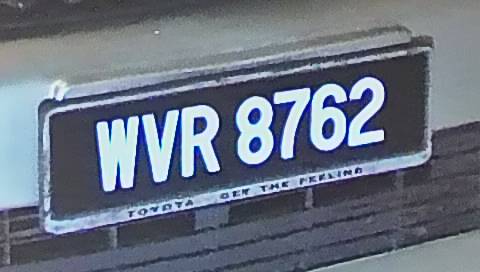 WVR 8762
TOYOTA GET THE FEELING